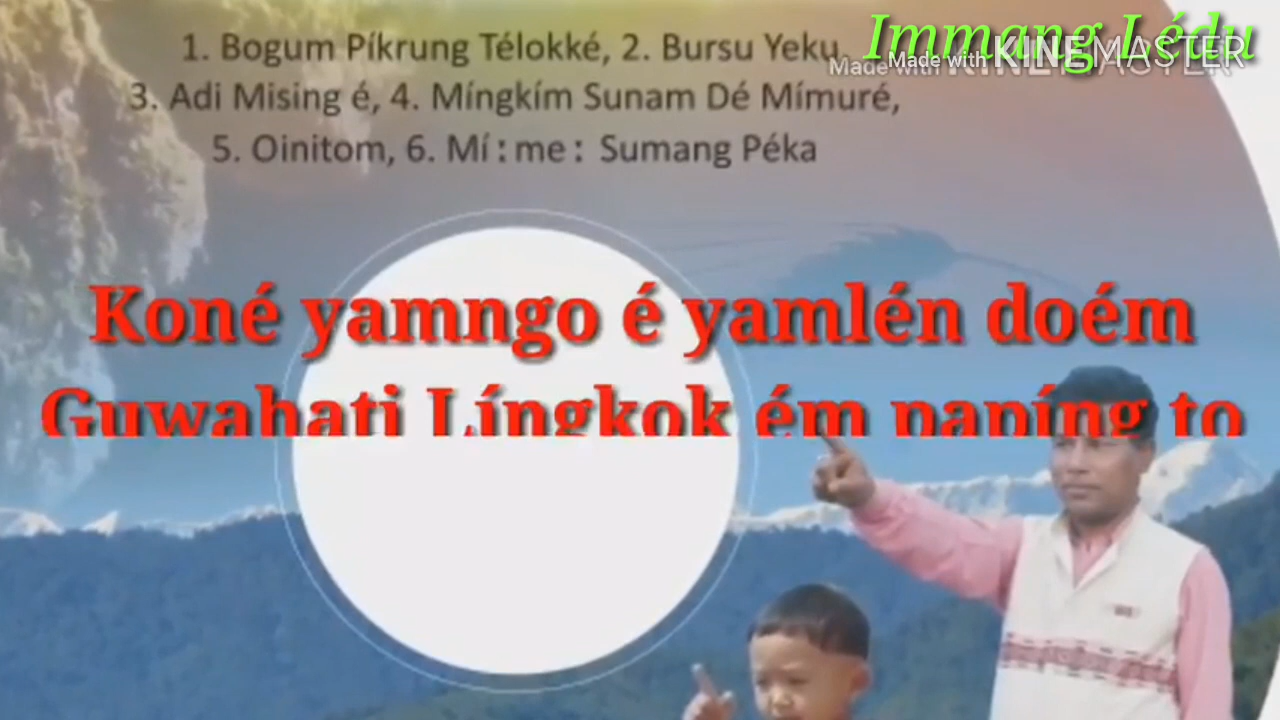 Immang Lédu
Made with KINEMASTER
1. Bogum Píkrung Télokké, 2. Bursu Yeku,
3. Adi Mising é, 4. Míngkím Sunam Dé Mímuré,
5. Oinitom, 6. Mí:me: Sumang Péka
Koné yamngo é yamlén doém
Guwahati Língkok ém paníng to